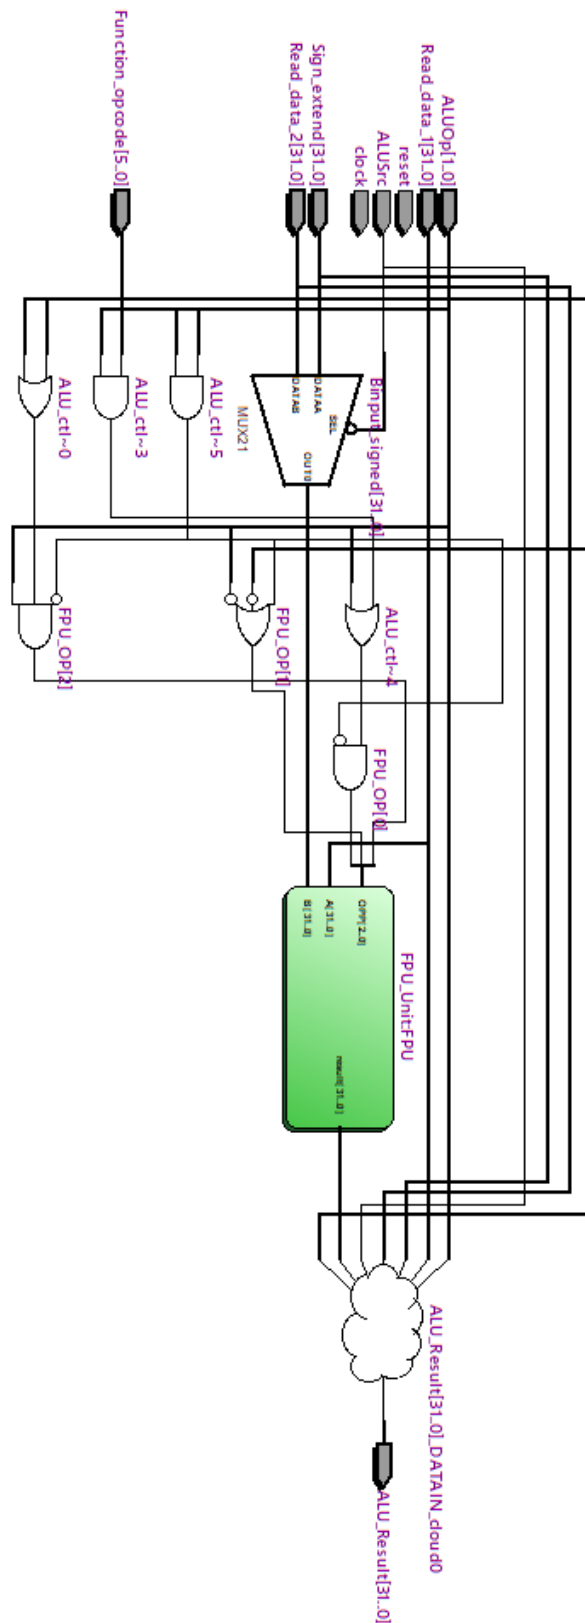 ALUOp[1..0]
Read_data_1[31..0]
reset
ALUSrc
clock
Sign_extend[31..0]
Read_data_2[31..0]
Function_opcode[5..0]
Binput_signed[31..0]
SEL
DATAA
DATAB
OUT0
MUX21
ALU_ctl~5
ALU_ctl~3
ALU_ctl~0
ALU_ctl~4
FPU_OP[1]
FPU_OP[2]
FPU_OP[0]
FPU_Unit:FPU
OPP[2..0]
A[31..0]
B[31..0]
result[31..0]
ALU_Result[31..0]_DATAIN_cloud0
ALU_Result[31..0]